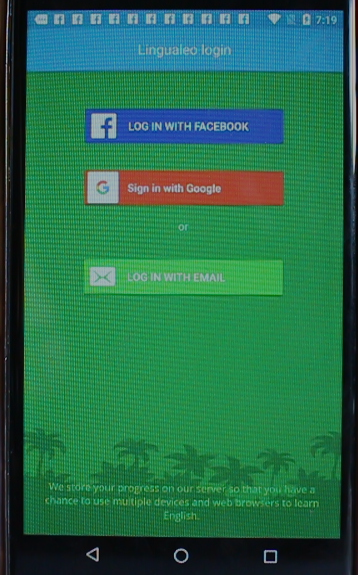 7:19
Lingualeo login
LOG IN WITH FACEBOOK
Sign in with Google
or
LOG IN WITH EMAIL
We store your progress on our server so that you have a
chance to use multiple devices and web browsers to learn
English.